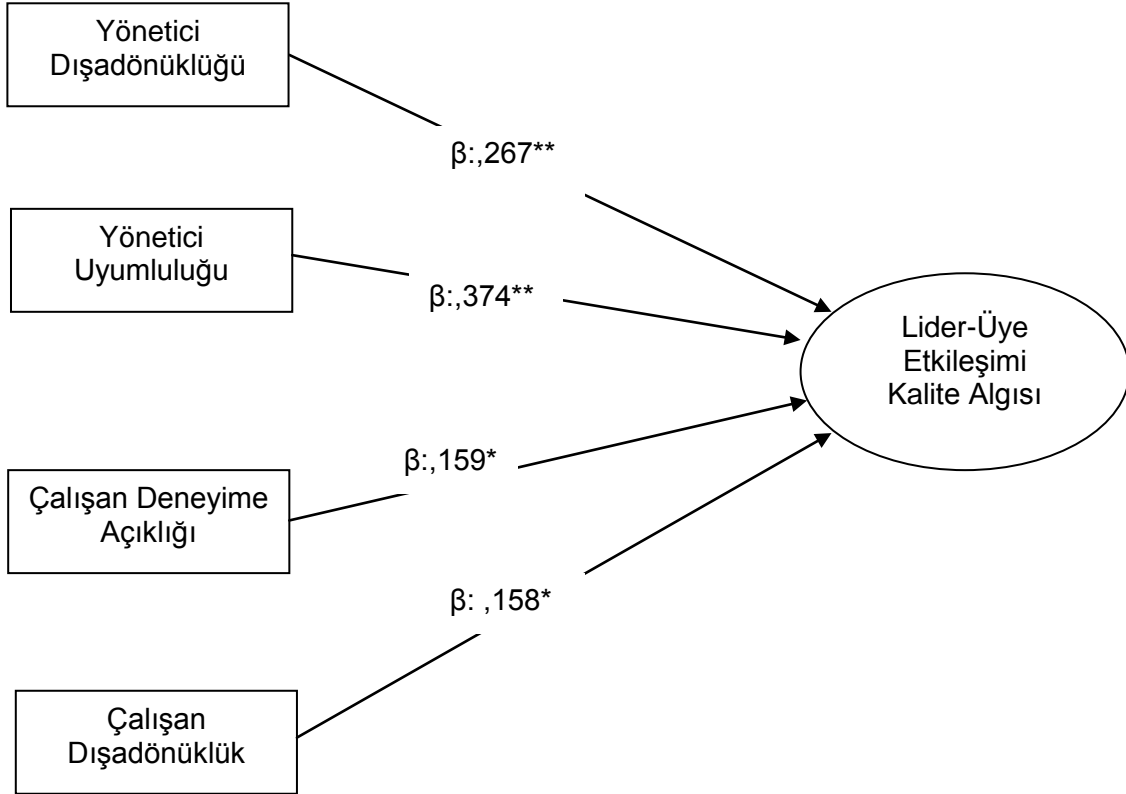 Yönetici
Dışadönüklüğü
β:,267**
Yönetici
Uyumluluğu
β:,374**
Lider-Üye
Etkileşimi
Kalite Algısı
Çalışan Deneyime
Açıklığı
β:,159*
β: ,158*
Çalışan
Dışadönüklük